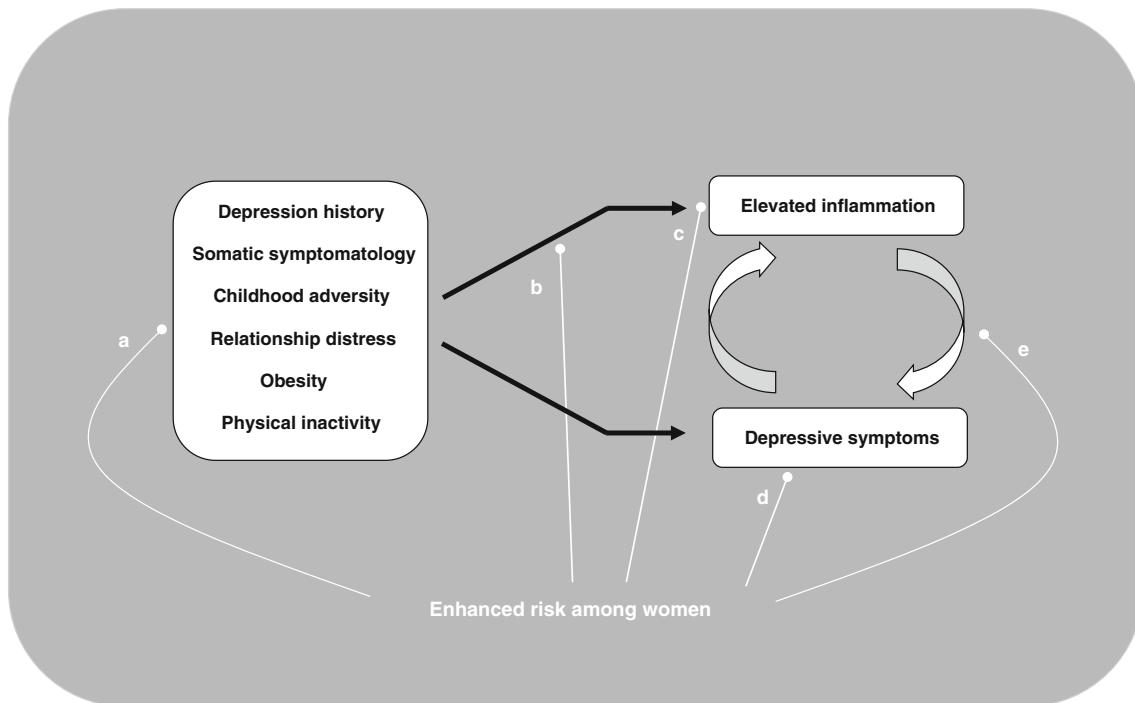 Depression history
Somatic symptomatology
Childhood adversity
Relationship distress
Obesity
Physical inactivity
Elevated inflammation
Depressive symptoms
a
b
c
d
e
Enhanced risk among women